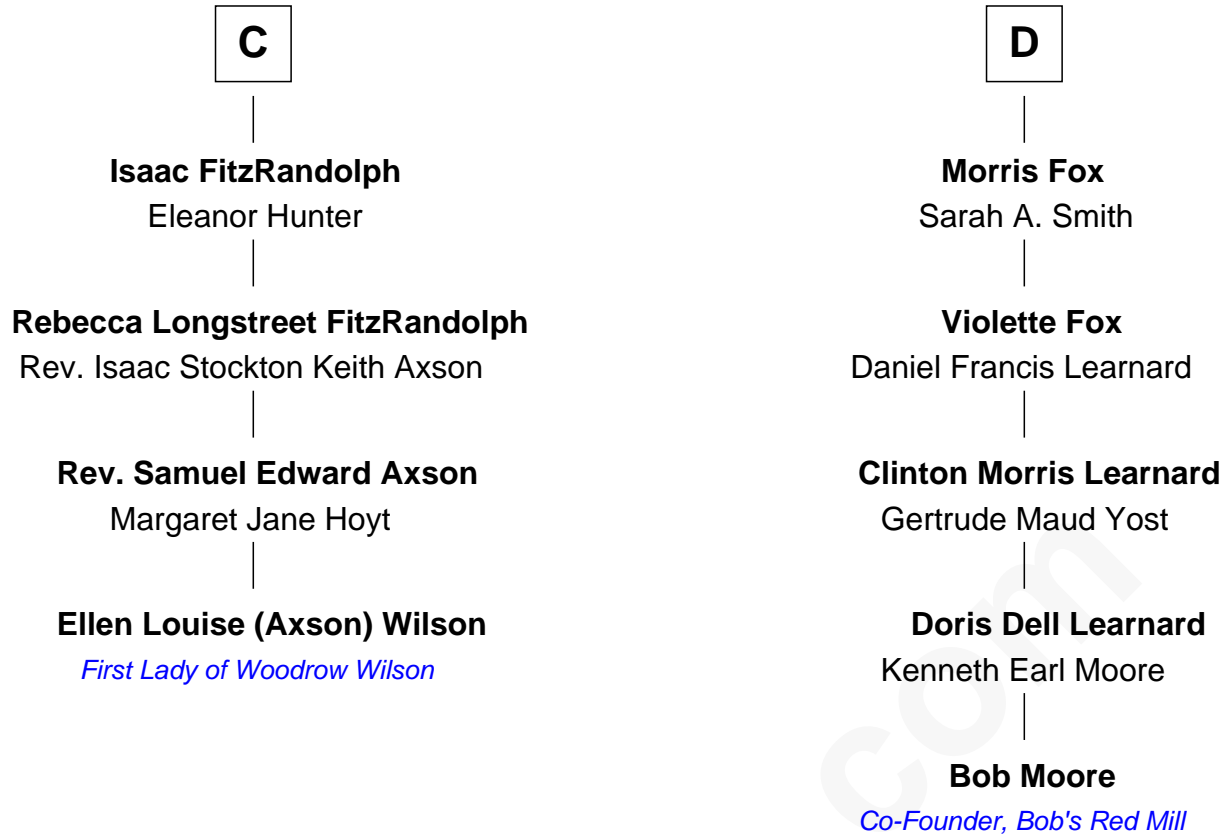 C
Isaac FitzRandolph
Eleanor Hunter
Rebecca Longstreet FitzRandolph
Rev. Isaac Stockton Keith Axson
Rev. Samuel Edward Axson
Margaret Jane Hoyt
Ellen Louise (Axson) Wilson
First Lady of Woodrow Wilson
D
Morris Fox
Sarah A. Smith
Violette Fox
Daniel Francis Learnard
Clinton Morris Learnard
Gertrude Maud Yost
Doris Dell Learnard
Kenneth Earl Moore
Bob Moore
Co-Founder, Bob's Red Mill
com